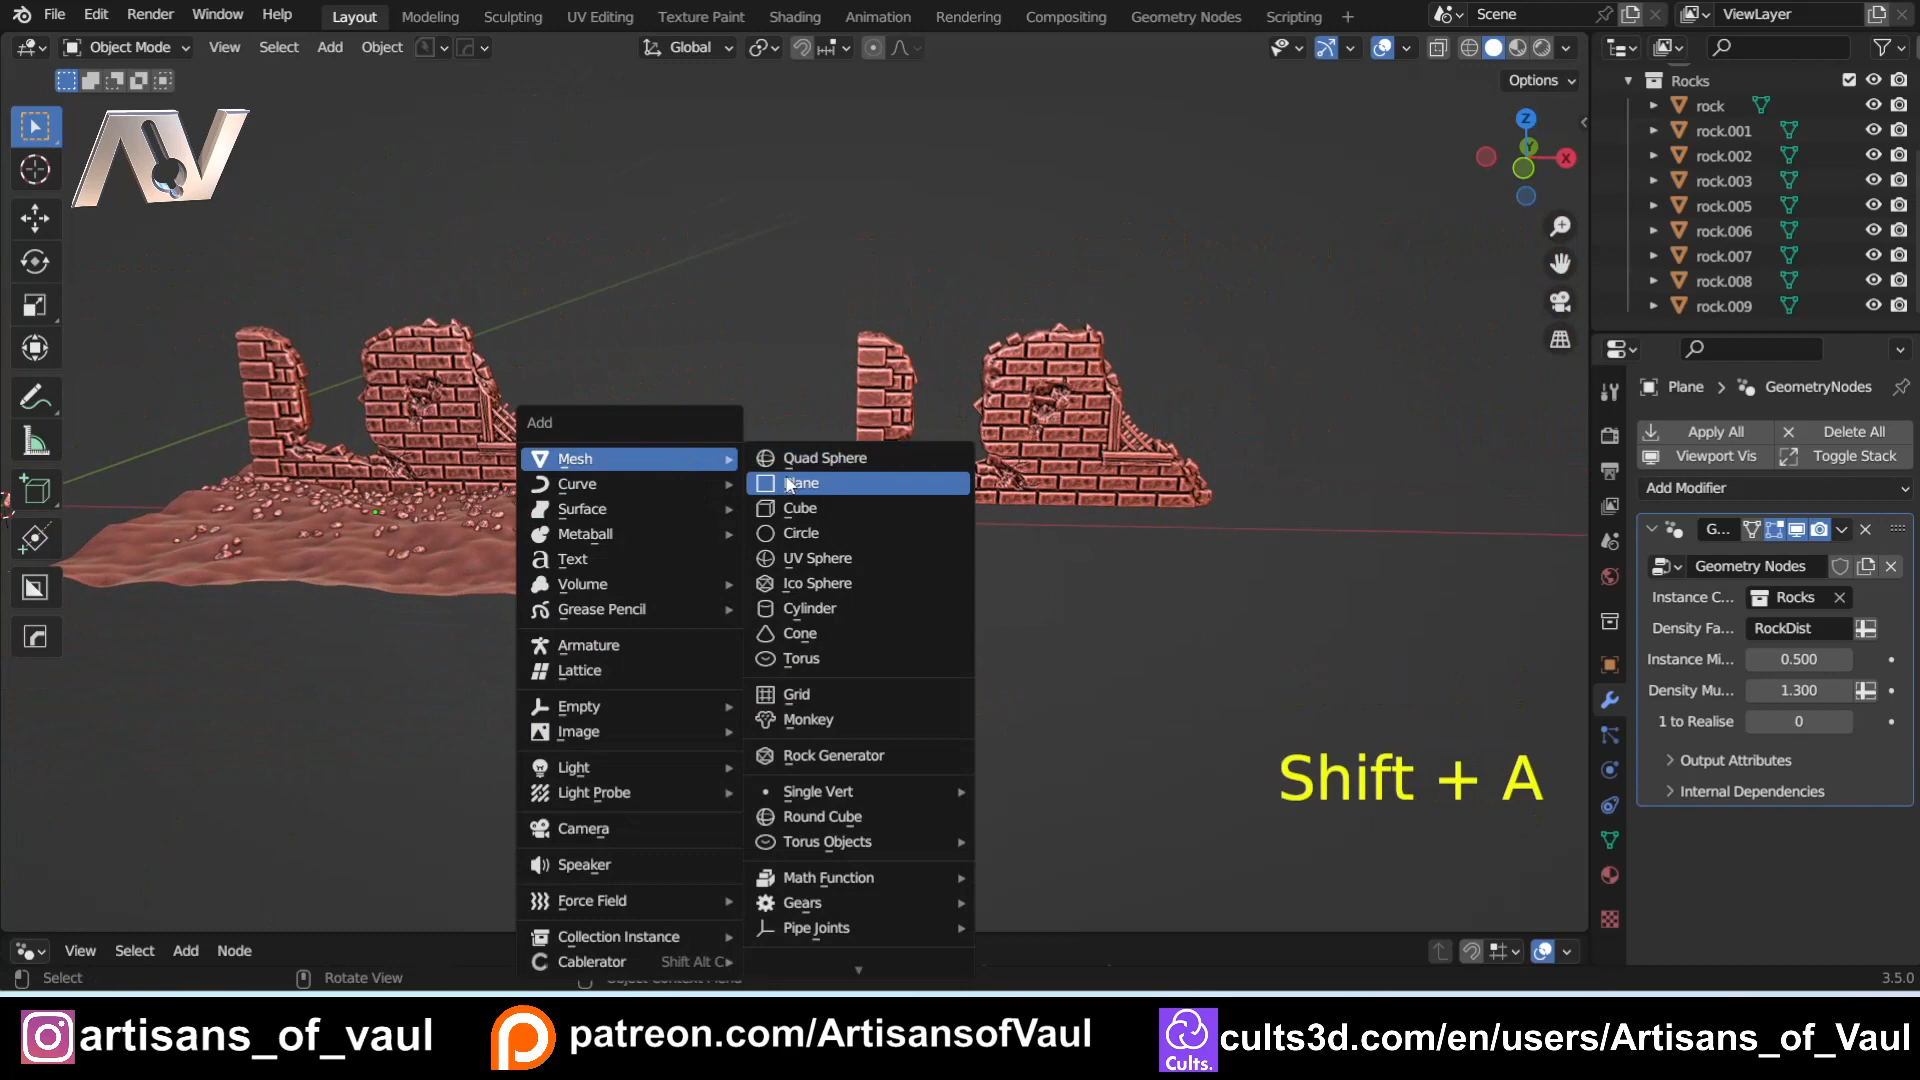 File Edit Render Window Help Layout Modeling Sculpting UV Editing Texture Paint Shading Animation Rendering Compositing Geometry Nodes Scripting + Scene ViewLayer
Object Mode View Select Add Object Global
Options
AV
Z
Y
X
Rocks
rock
rock.001
rock.002
rock.003
rock.005
rock.006
rock.007
rock.008
rock.009
Plane > GeometryNodes
Apply All Delete All
Viewport Vis Toggle Stack
Add Modifier
G...
Geometry Nodes
Instance C... Rocks
Density Fa... RockDist
Instance Mi... 0.500
Density Mu... 1.300
1 to Realise 0
Output Attributes
Internal Dependencies
Add
Mesh
Curve
Surface
Metaball
Text
Volume
Grease Pencil
Armature
Lattice
Empty
Image
Light
Light Probe
Camera
Speaker
Force Field
Collection Instance
Cablerator Shift Alt C
Quad Sphere
Plane
Cube
Circle
UV Sphere
Ico Sphere
Cylinder
Cone
Torus
Grid
Monkey
Rock Generator
Single Vert
Round Cube
Torus Objects
Math Function
Gears
Pipe Joints
Shift + A
View Select Add Node
Select Rotate View 3.5.0
artisans_of_vaul patreon.com/ArtisansofVaul Cults. cults3d.com/en/users/Artisans_of_Vaul